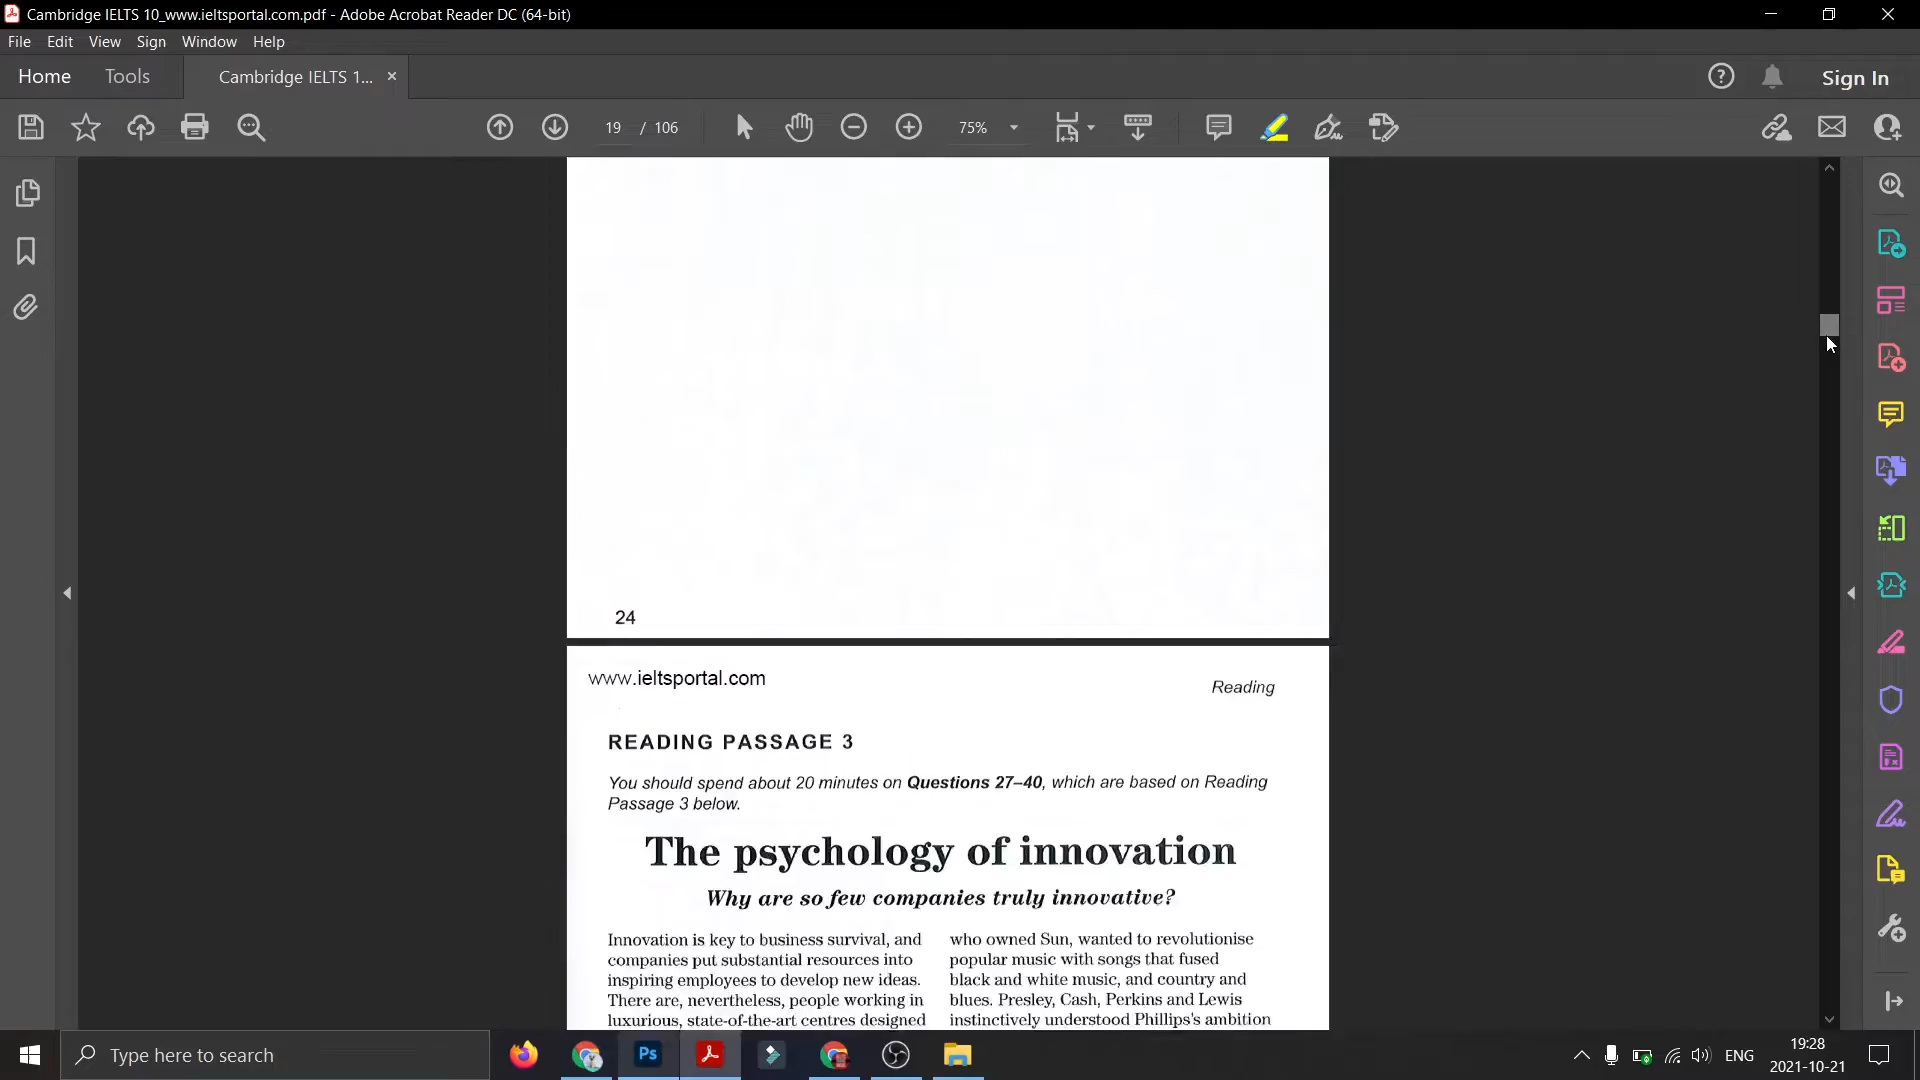 Cambridge IELTS 10_www.ieltsportal.com.pdf - Adobe Acrobat Reader DC (64-bit)
File Edit View Sign Window Help
Home Tools Cambridge IELTS 1... Sign In
19 / 106 75%
24
www.ieltsportal.com
Reading
READING PASSAGE 3
You should spend about 20 minutes on Questions 27–40, which are based on Reading
Passage 3 below.
The psychology of innovation
Why are so few companies truly innovative?
Innovation is key to business survival, and
companies put substantial resources into
inspiring employees to develop new ideas.
There are, nevertheless, people working in
luxurious, state-of-the-art centres designed
who owned Sun, wanted to revolutionise
popular music with songs that fused
black and white music, and country and
blues. Presley, Cash, Perkins and Lewis
instinctively understood Phillips's ambition
Type here to search
Ps
ENG
19:28
2021-10-21